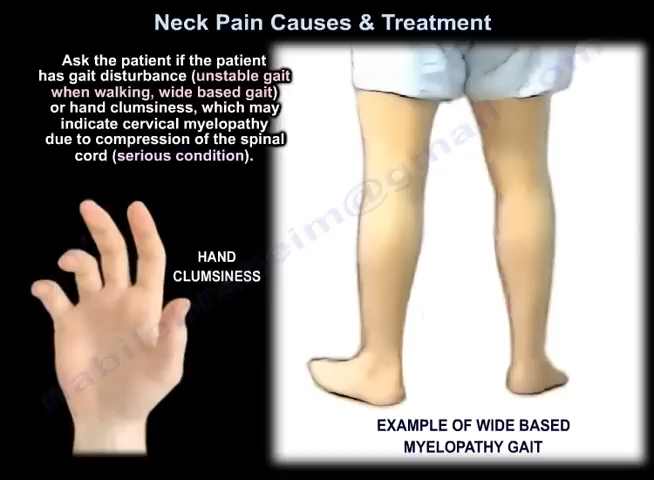 Neck Pain Causes & Treatment
Ask the patient if the patient
has gait disturbance (unstable gait
when walking, wide based gait)
or hand clumsiness, which may
indicate cervical myelopathy
due to compression of the spinal
cord (serious condition).
HAND
CLUMSINESS
EXAMPLE OF WIDE BASED
MYELOPATHY GAIT